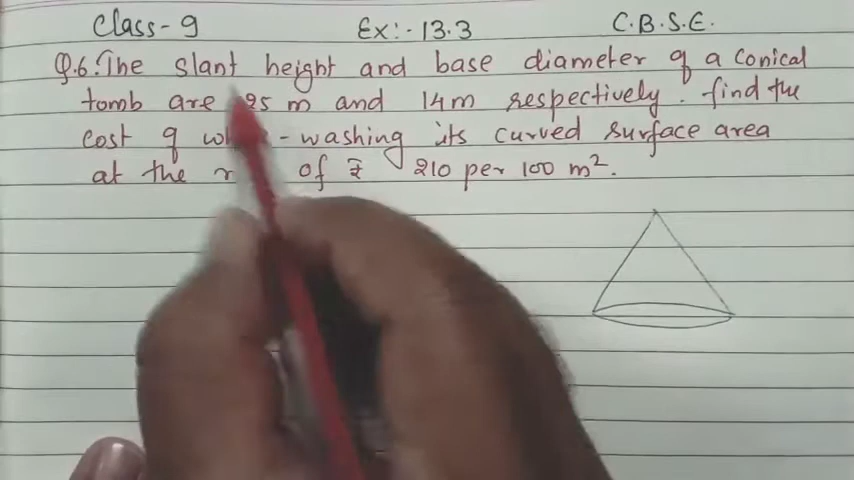 Class-9 Ex:-13.3 C.B.S.E.
Q.6. The slant height and base diameter of a conical
tomb are 25 m and 14m respectively. find the
cost of -washing its curved surface area
at the of ₹ 210 per 100 m².